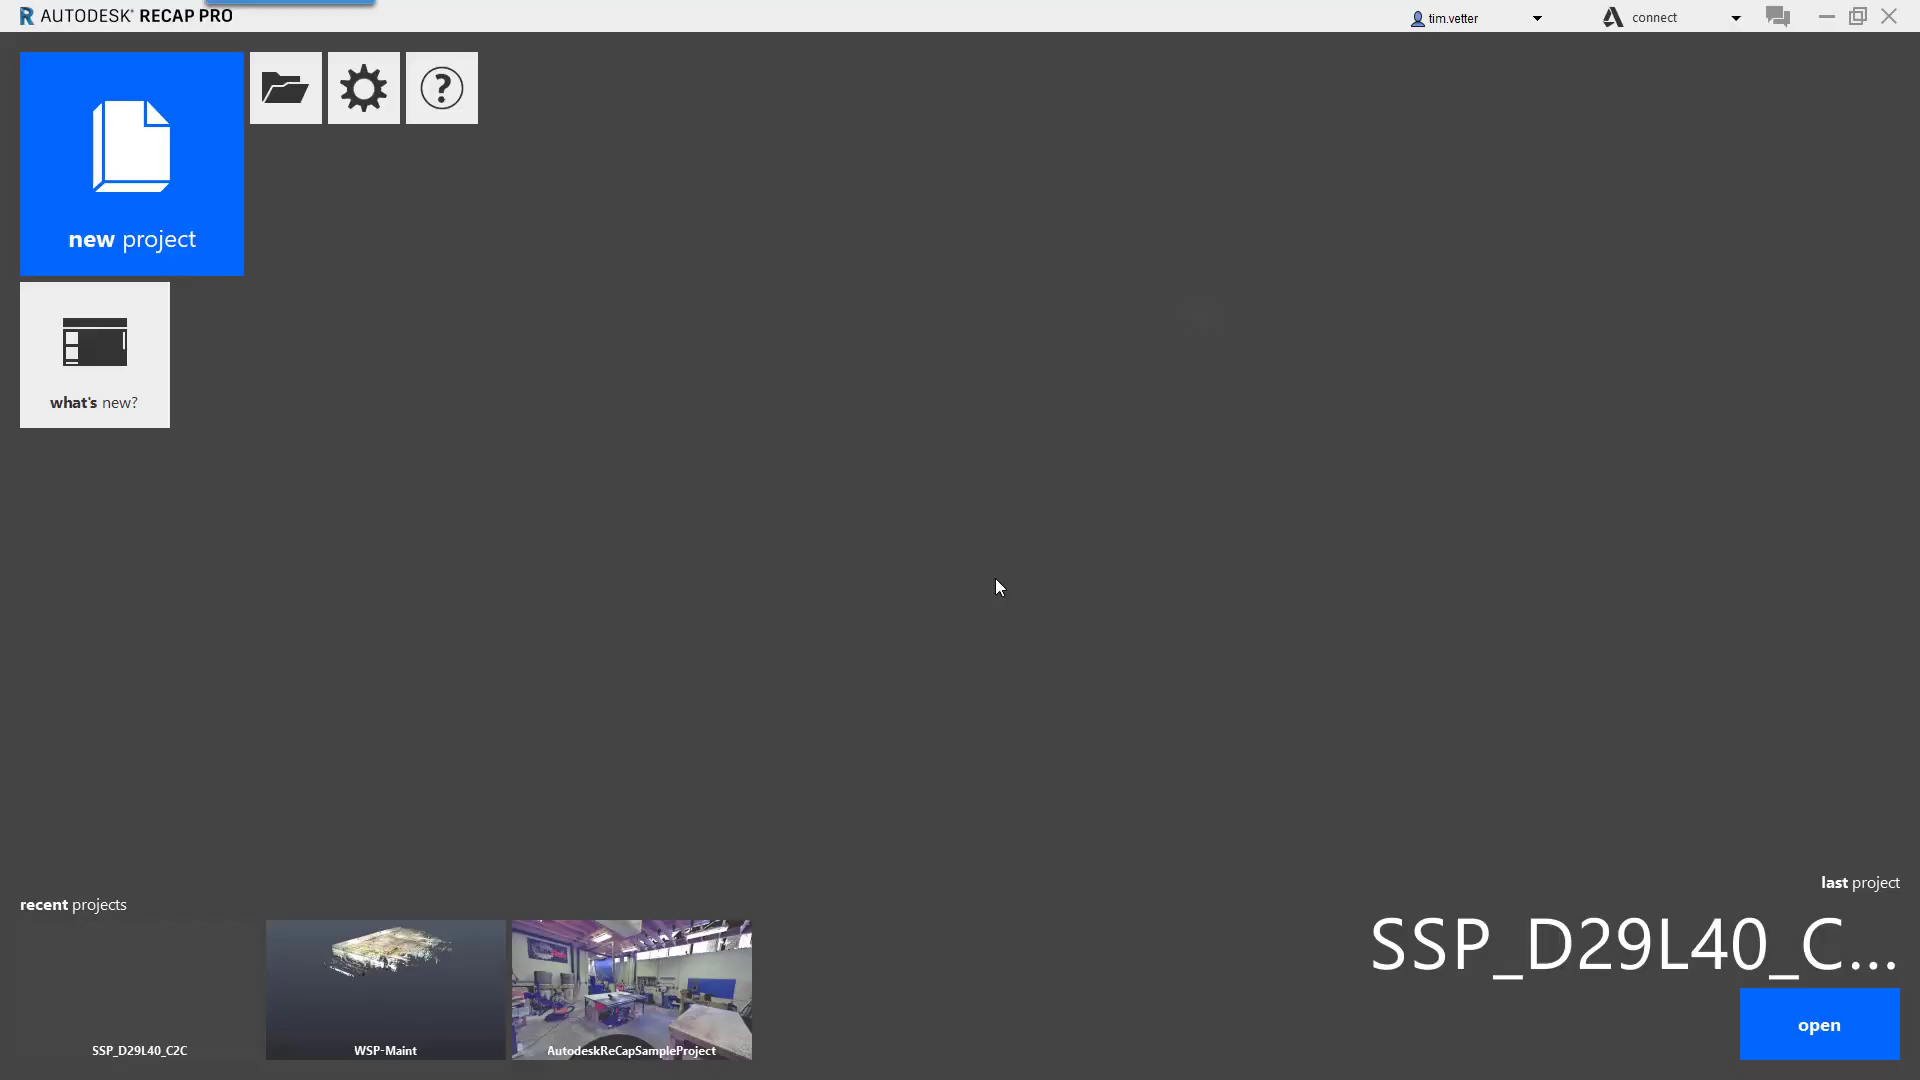 AUTODESK® RECAP PRO
tim.vetter
connect
new project
what's new?
last project
recent projects
SSP_D29L40_C...
open
SSP_D29L40_C2C
WSP-Maint
AutodeskReCapSampleProject